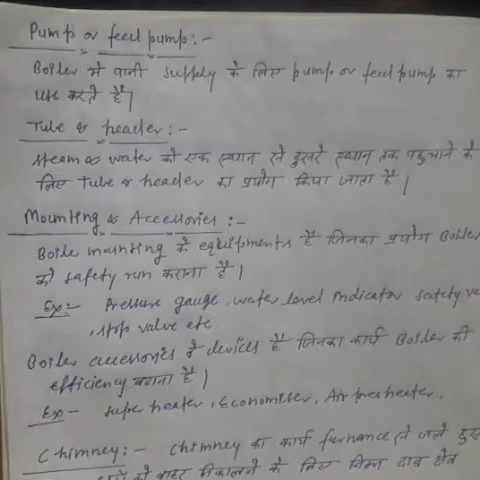 Pump or feed pump:-
Boiler में पानी supply के लिए pump or feed pump का
use करते है।
Tube & header:-
steam & water को एक स्थान से दुसरे स्थान तक पहुचाने के
लिए Tube & header का प्रयोग किया जाता है।
Mounting & Accessories:-
Boiler mounting वे equipments है जिनका प्रयोग Boiler
को safety run कराना है।
Ex:- Pressure gauge, water level indicator safety va
, stop valve etc.
Boiler accessories वे devices है जिनका कार्य Boiler की
efficiency बढाना है।
Ex- Super heater, Economiser, Air preheater.
Chimney:- Chimney का कार्य furnance से जले हुए
को बाहर निकालने के लिए निम्न दाब क्षेत्र